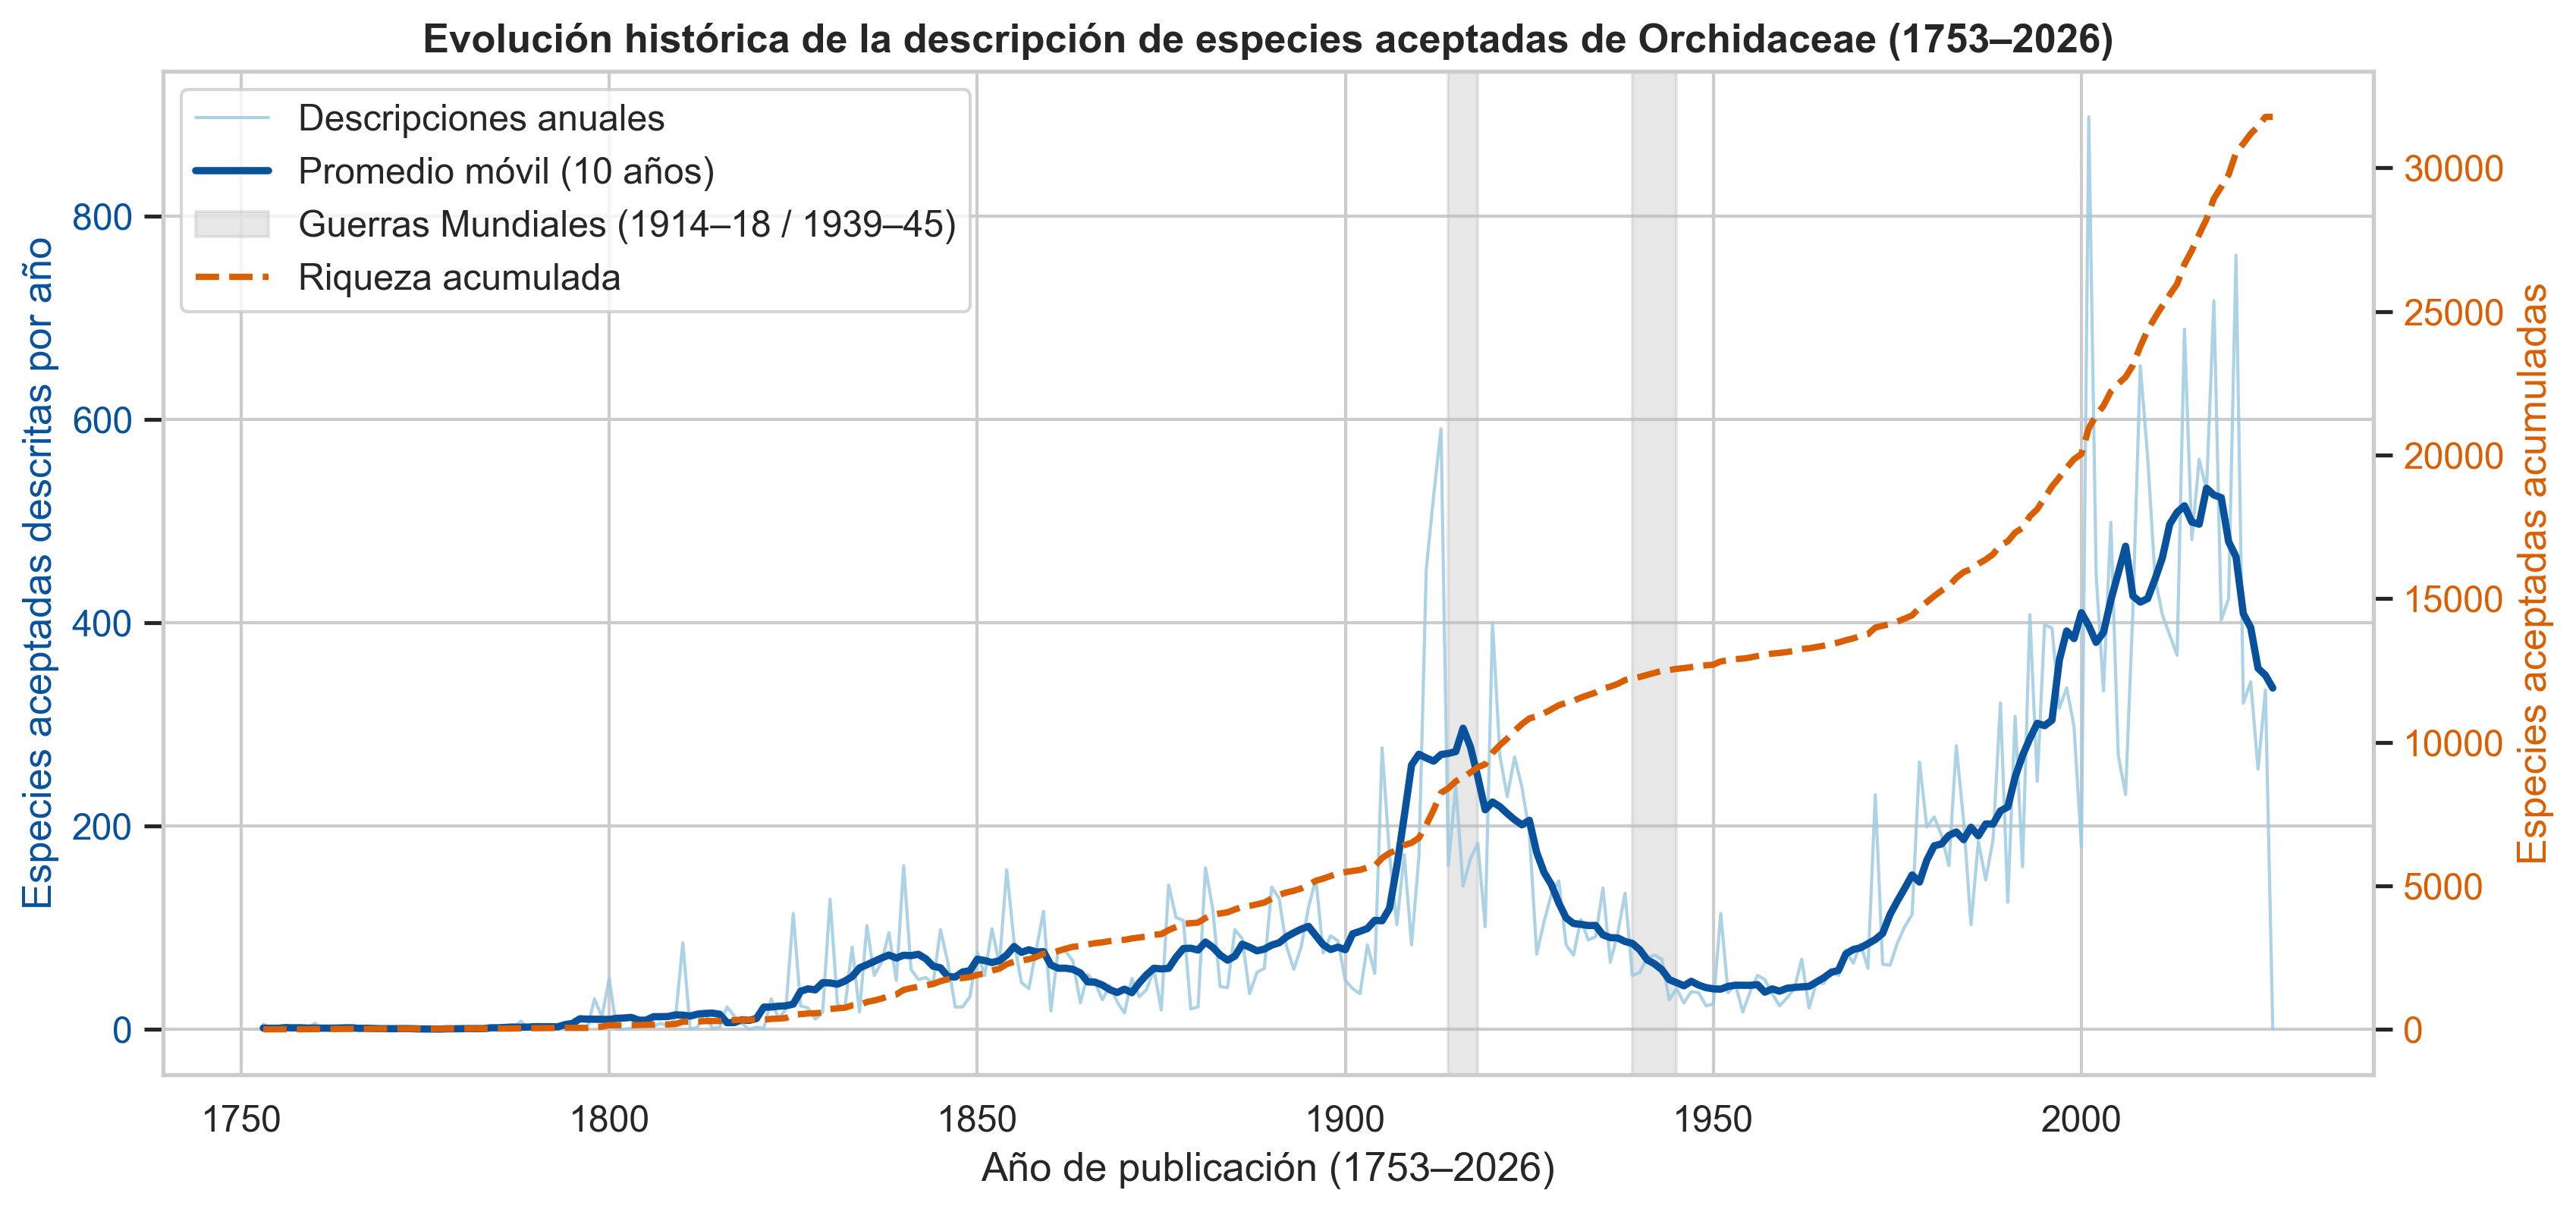 Evolución histórica de la descripción de especies aceptadas de Orchidaceae (1753–2026)
Descripciones anuales
Promedio móvil (10 años)
Guerras Mundiales (1914–18 / 1939–45)
Riqueza acumulada
Especies aceptadas descritas por año
800
600
400
200
0
30000
25000
20000
15000
10000
5000
0
Especies aceptadas acumuladas
1750
1800
1850
1900
1950
2000
Año de publicación (1753–2026)